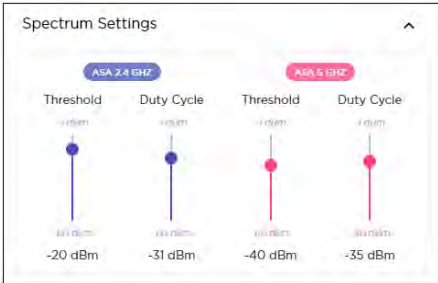 Spectrum Settings
ASA 2.4 GHZ ASA 5 GHZ
Threshold Duty Cycle Threshold Duty Cycle
-20 dBm -31 dBm -40 dBm -35 dBm